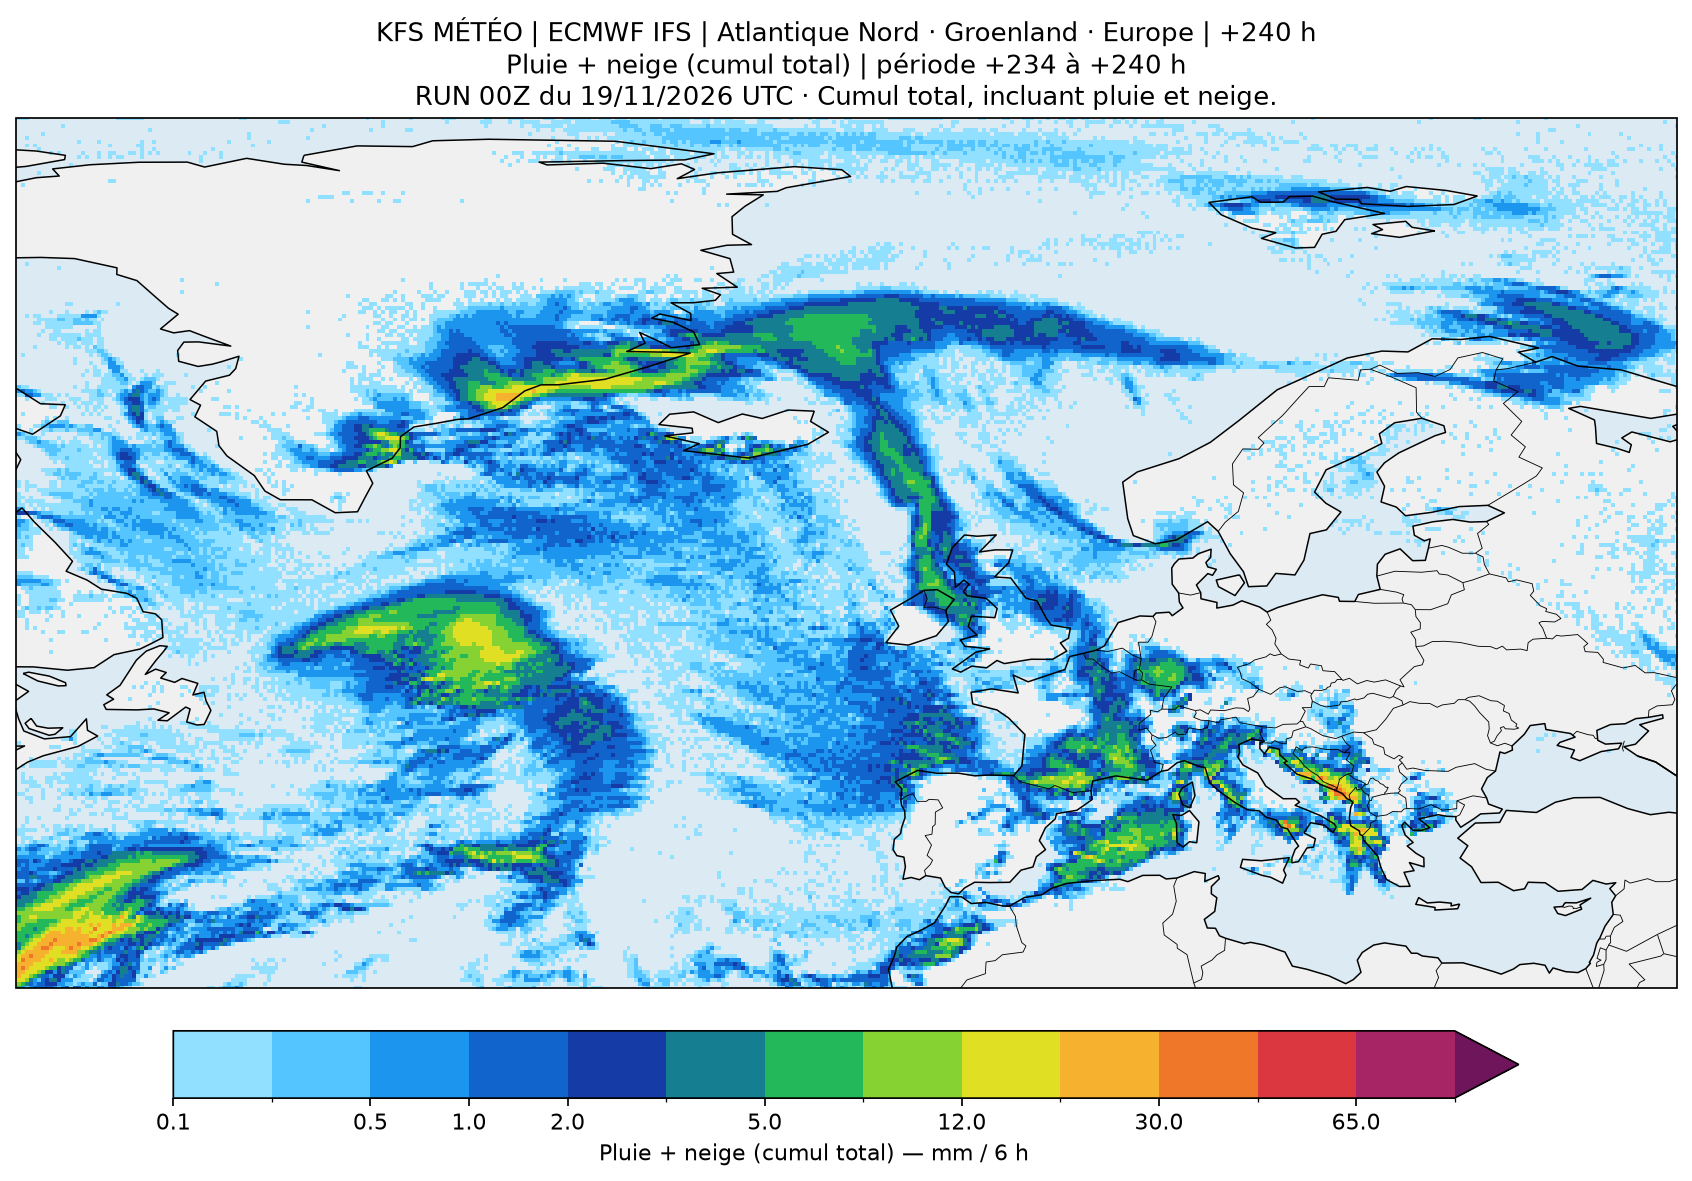 KFS MÉTÉO | ECMWF IFS | Atlantique Nord · Groenland · Europe | +240 h
Pluie + neige (cumul total) | période +234 à +240 h
RUN 00Z du 19/11/2026 UTC · Cumul total, incluant pluie et neige.
0.1 0.5 1.0 2.0 5.0 12.0 30.0 65.0
Pluie + neige (cumul total) — mm / 6 h